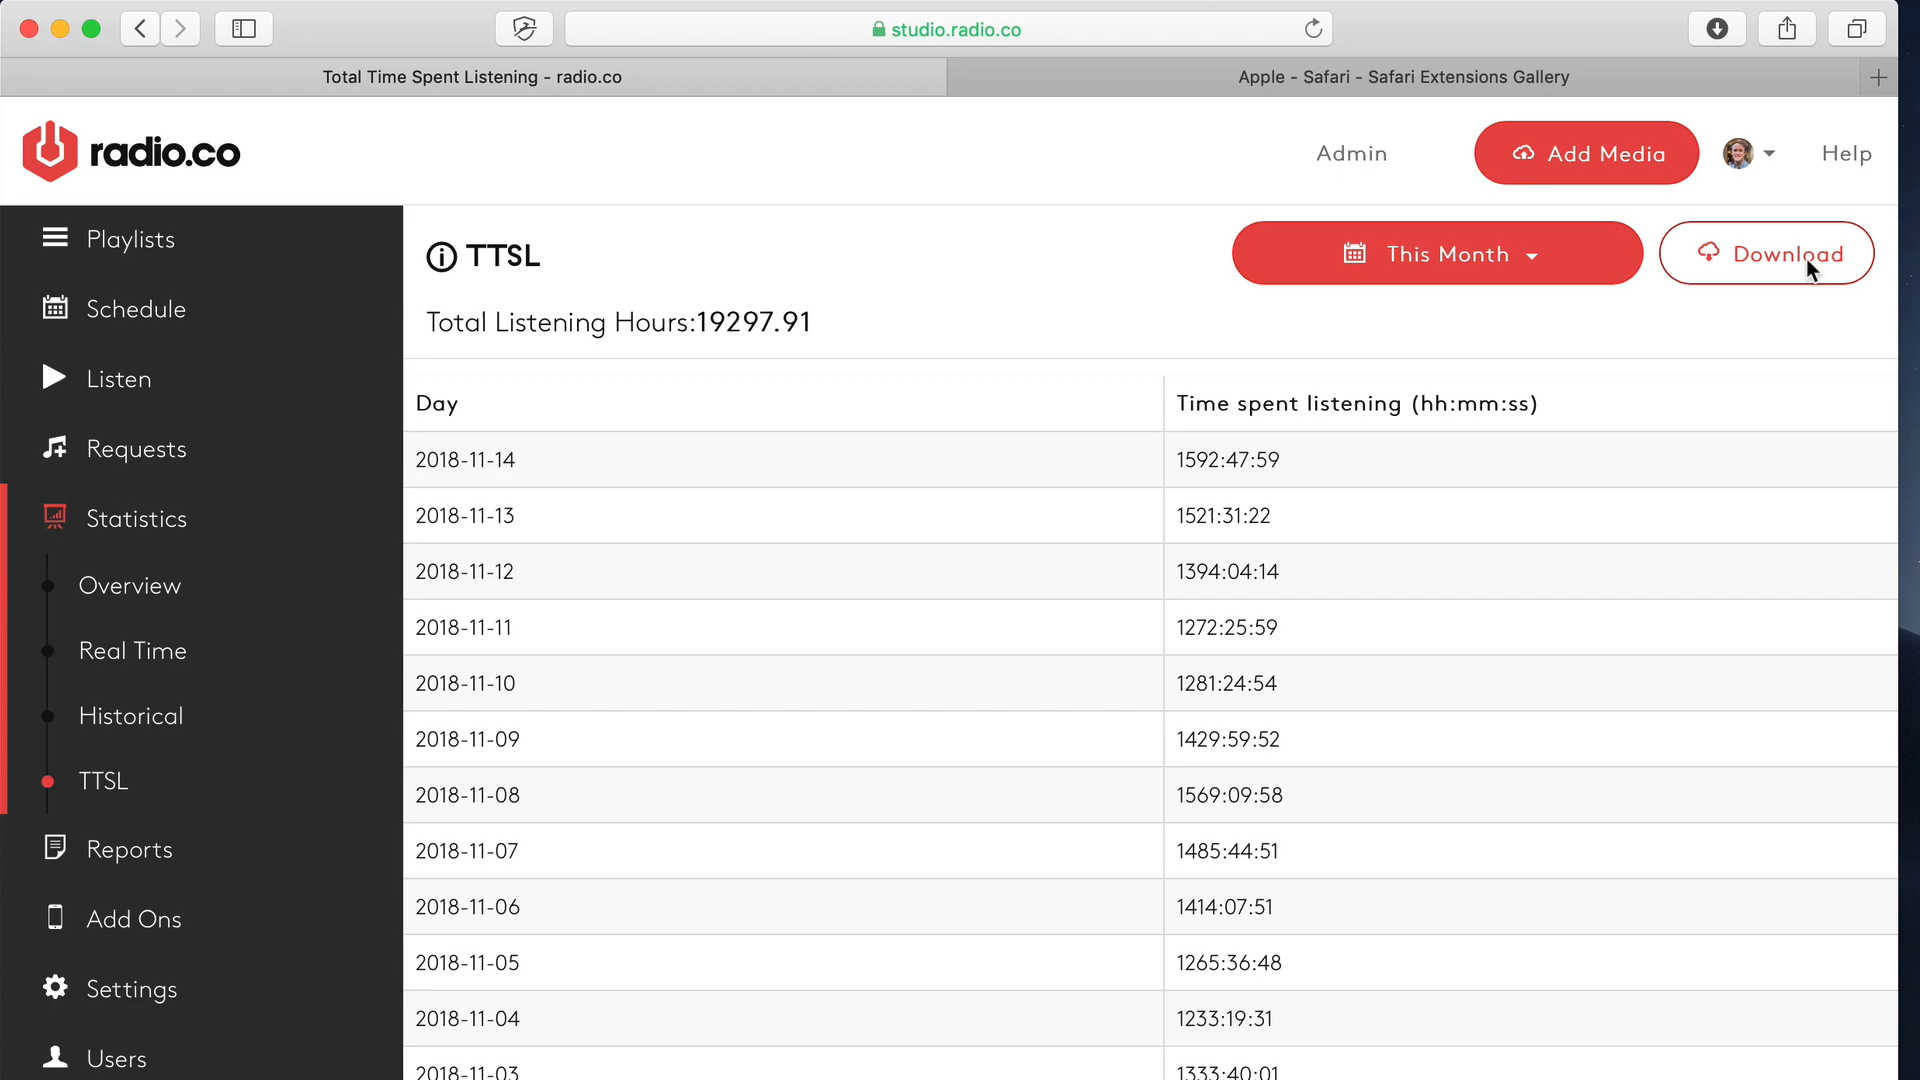 studio.radio.co
Total Time Spent Listening - radio.co
Apple - Safari - Safari Extensions Gallery
radio.co
Admin
Add Media
Help
Playlists
Schedule
Listen
Requests
Statistics
Overview
Real Time
Historical
TTSL
Reports
Add Ons
Settings
Users
TTSL
This Month
Download
Total Listening Hours:19297.91
Day Time spent listening (hh:mm:ss)
2018-11-14 1592:47:59
2018-11-13 1521:31:22
2018-11-12 1394:04:14
2018-11-11 1272:25:59
2018-11-10 1281:24:54
2018-11-09 1429:59:52
2018-11-08 1569:09:58
2018-11-07 1485:44:51
2018-11-06 1414:07:51
2018-11-05 1265:36:48
2018-11-04 1233:19:31
2018-11-03 1333:40:01